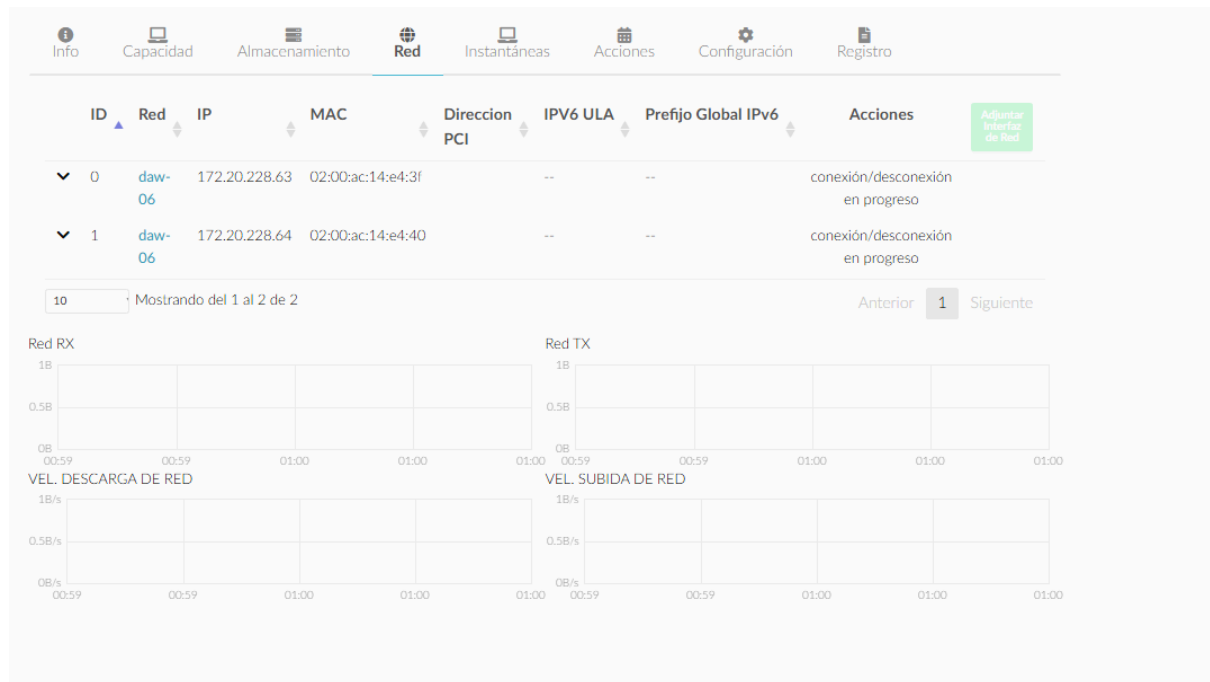 Info Capacidad Almacenamiento Red Instantáneas Acciones Configuración Registro
ID Red IP MAC Direccion PCI IPV6 ULA Prefijo Global IPv6 Acciones Adjuntar Interfaz de Red
0 daw-06 172.20.228.63 02:00:ac:14:e4:3f -- -- conexión/desconexión en progreso
1 daw-06 172.20.228.64 02:00:ac:14:e4:40 -- -- conexión/desconexión en progreso
10 Mostrando del 1 al 2 de 2 Anterior 1 Siguiente
Red RX
1B
0.5B
0B
00:59 00:59 01:00 01:00 01:00
Red TX
1B
0.5B
0B
00:59 00:59 01:00 01:00 01:00
VEL. DESCARGA DE RED
1B/s
0.5B/s
0B/s
00:59 00:59 01:00 01:00 01:00
VEL. SUBIDA DE RED
1B/s
0.5B/s
0B/s
00:59 00:59 01:00 01:00 01:00